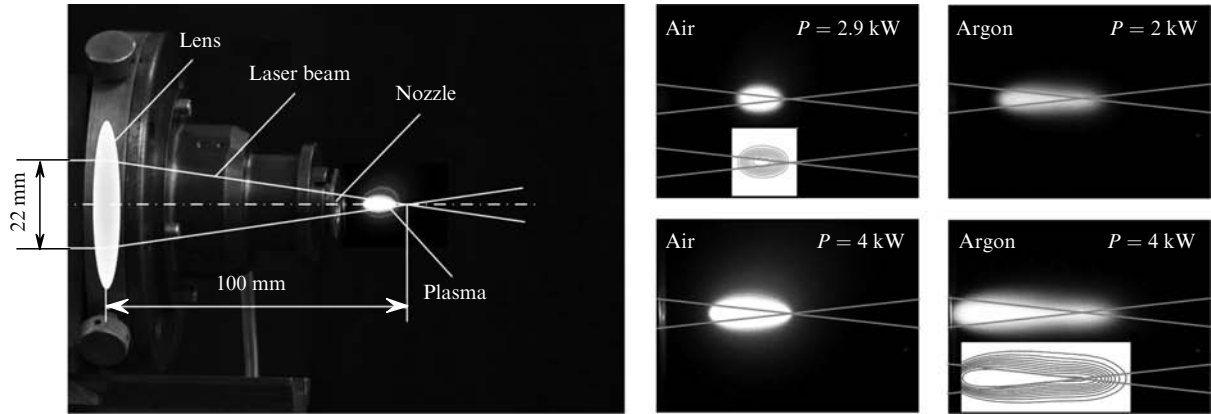 Lens
Laser beam
Nozzle
22 mm
100 mm
Plasma
Air P = 2.9 kW
Argon P = 2 kW
Air P = 4 kW
Argon P = 4 kW